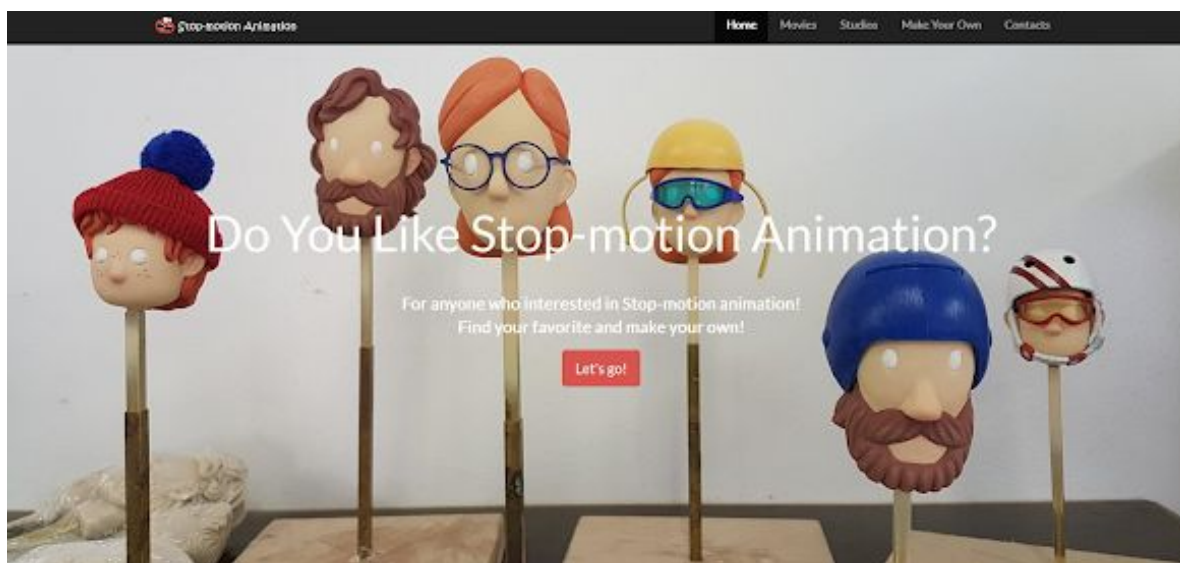 Stop-motion Animation
Home Movies Studios Make Your Own Contacts
Do You Like Stop-motion Animation?
For anyone who interested in Stop-motion animation!
Find your favorite and make your own!
Let's go!